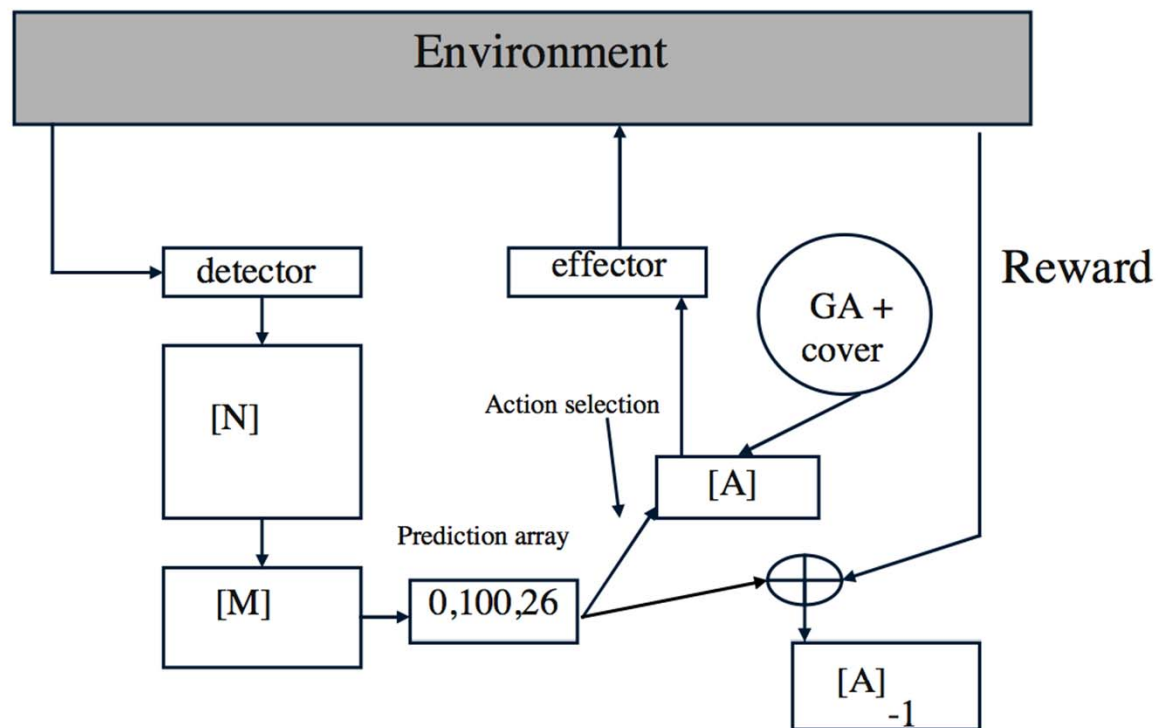 Environment
detector
effector
GA +
cover
Reward
[N]
Action selection
[A]
Prediction array
[M]
0,100,26
[A]
-1